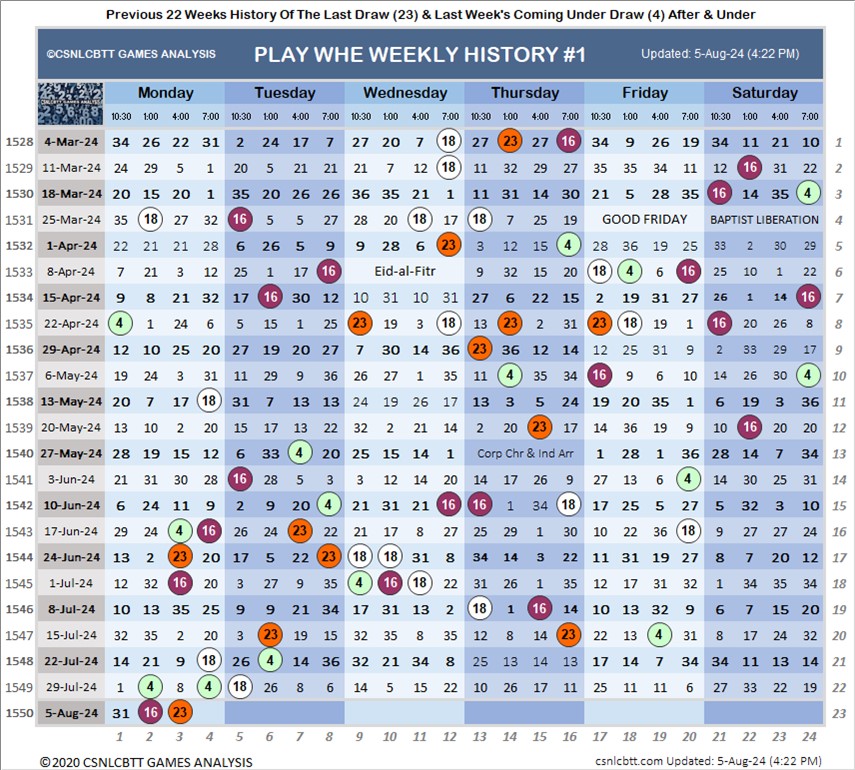 Previous 22 Weeks History Of The Last Draw (23) & Last Week's Coming Under Draw (4) After & Under
©CSNLCBTT GAMES ANALYSIS PLAY WHE WEEKLY HISTORY #1 Updated: 5-Aug-24 (4:22 PM)
CSNLCBTT GAMES ANALYSIS Monday Tuesday Wednesday Thursday Friday Saturday
10:30 1:00 4:00 7:00 10:30 1:00 4:00 7:00 10:30 1:00 4:00 7:00 10:30 1:00 4:00 7:00 10:30 1:00 4:00 7:00 10:30 1:00 4:00 7:00
1528 4-Mar-24 34 26 22 31 2 24 17 7 27 20 7 18 27 23 27 16 34 9 26 19 34 11 21 10 1
1529 11-Mar-24 24 29 5 1 20 5 21 21 21 7 12 18 11 32 29 27 35 35 34 11 12 16 31 22 2
1530 18-Mar-24 20 15 20 1 35 20 26 26 36 35 21 1 11 31 14 30 21 5 28 35 16 14 35 4 3
1531 25-Mar-24 35 18 27 32 16 5 5 27 28 20 18 17 18 7 25 19 GOOD FRIDAY BAPTIST LIBERATION 4
1532 1-Apr-24 22 21 21 28 6 26 5 9 9 28 6 23 3 12 15 4 28 36 19 25 33 2 30 29 5
1533 8-Apr-24 7 21 3 12 25 1 17 16 Eid-al-Fitr 9 32 15 20 18 4 6 16 25 10 1 22 6
1534 15-Apr-24 9 8 21 32 17 16 30 12 10 31 10 31 27 6 22 15 2 19 31 20 26 1 14 16 7
1535 22-Apr-24 4 1 24 6 5 15 1 25 23 19 3 18 13 23 2 31 23 18 19 1 16 20 26 8 8
1536 29-Apr-24 12 10 25 20 27 19 20 27 7 30 14 36 23 36 12 14 12 25 31 9 2 33 29 17 9
1537 6-May-24 19 24 3 31 11 29 9 36 26 27 1 35 11 4 35 34 16 9 6 10 14 26 30 4 10
1538 13-May-24 20 7 17 18 31 7 13 13 24 19 26 17 13 3 5 24 19 20 35 1 6 19 3 36 11
1539 20-May-24 13 10 2 20 15 17 13 22 32 2 21 35 2 20 23 17 14 36 19 9 10 16 22 20 12
1540 27-May-24 28 19 15 12 6 33 4 20 25 15 14 1 Corp Chr & Ind Arr 1 28 1 36 28 14 7 34 13
1541 3-Jun-24 21 21 30 28 16 28 5 3 3 12 14 20 14 17 26 9 27 13 20 4 14 30 25 31 14
1542 10-Jun-24 6 24 11 9 2 9 20 4 21 31 21 16 16 1 34 18 17 25 5 27 5 32 3 10 15
1543 17-Jun-24 29 24 4 16 26 24 23 22 21 17 8 27 25 29 1 30 7 36 20 18 9 27 27 24 16
1544 24-Jun-24 13 2 23 20 17 5 22 23 18 18 31 8 34 14 3 22 11 31 19 27 8 7 20 12 17
1545 1-Jul-24 12 32 16 20 3 27 9 35 4 16 18 22 31 26 1 35 12 17 31 32 1 34 35 34 18
1546 8-Jul-24 10 13 35 25 9 9 21 34 17 31 13 2 18 1 16 14 10 13 32 9 6 7 15 20 19
1547 15-Jul-24 32 35 2 20 3 23 19 15 32 35 8 35 12 8 14 23 22 13 4 31 8 17 24 32 20
1548 22-Jul-24 14 21 9 18 26 4 14 36 32 21 34 8 25 13 14 13 17 14 7 34 34 11 13 14 21
1549 29-Jul-24 1 4 8 4 18 26 8 6 14 5 15 22 10 26 17 11 25 11 11 6 27 33 22 19 22
1550 5-Aug-24 31 16 23 23
1 2 3 4 5 6 7 8 9 10 11 12 13 14 15 16 17 18 19 20 21 22 23 24
©2020 CSNLCBTT GAMES ANALYSIS csnlcbtt.com Updated: 5-Aug-24 (4:22 PM)